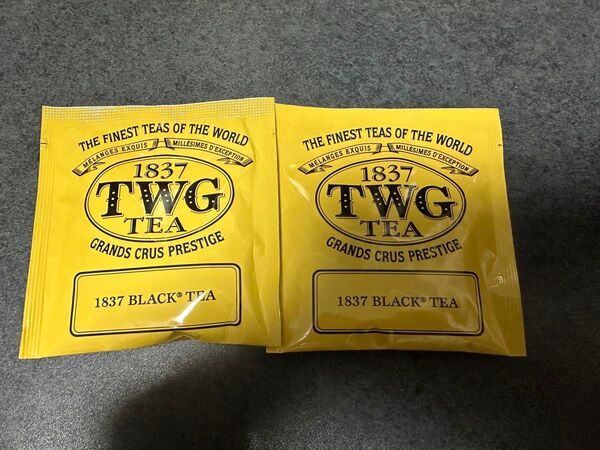 THE FINEST TEAS OF THE WORLD
MÉLANGES EXQUIS MILLÉSIMES D'EXCEPTION
1837
TWG
TEA
GRANDS CRUS PRESTIGE
1837 BLACK® TEA
THE FINEST TEAS OF THE WORLD
MÉLANGES EXQUIS MILLÉSIMES D'EXCEPTION
1837
TWG
TEA
GRANDS CRUS PRESTIGE
1837 BLACK® TEA